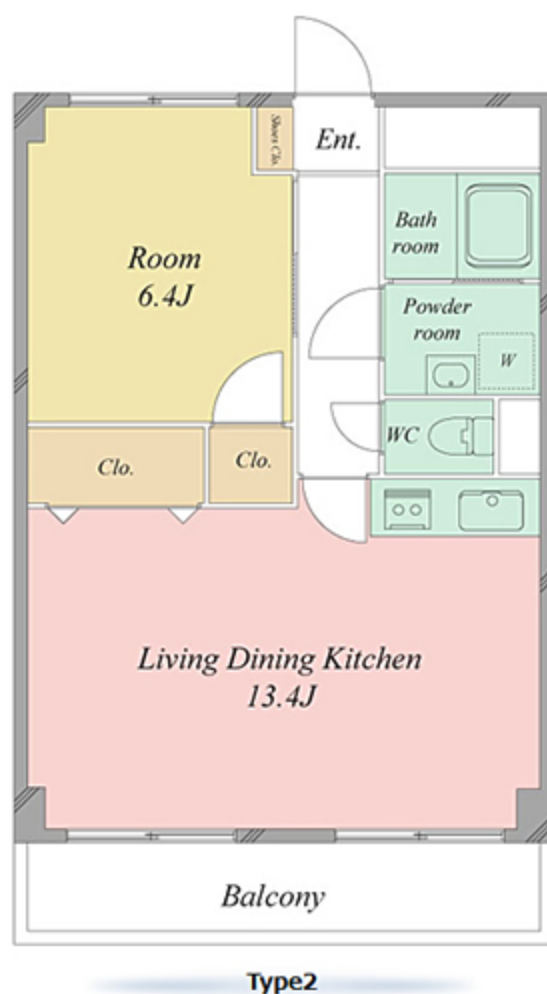 Shoes Clo.
Ent.
Bath
room
Room
6.4J
Powder
room
W
WC
Clo.
Clo.
Living Dining Kitchen
13.4J
Balcony
Type2